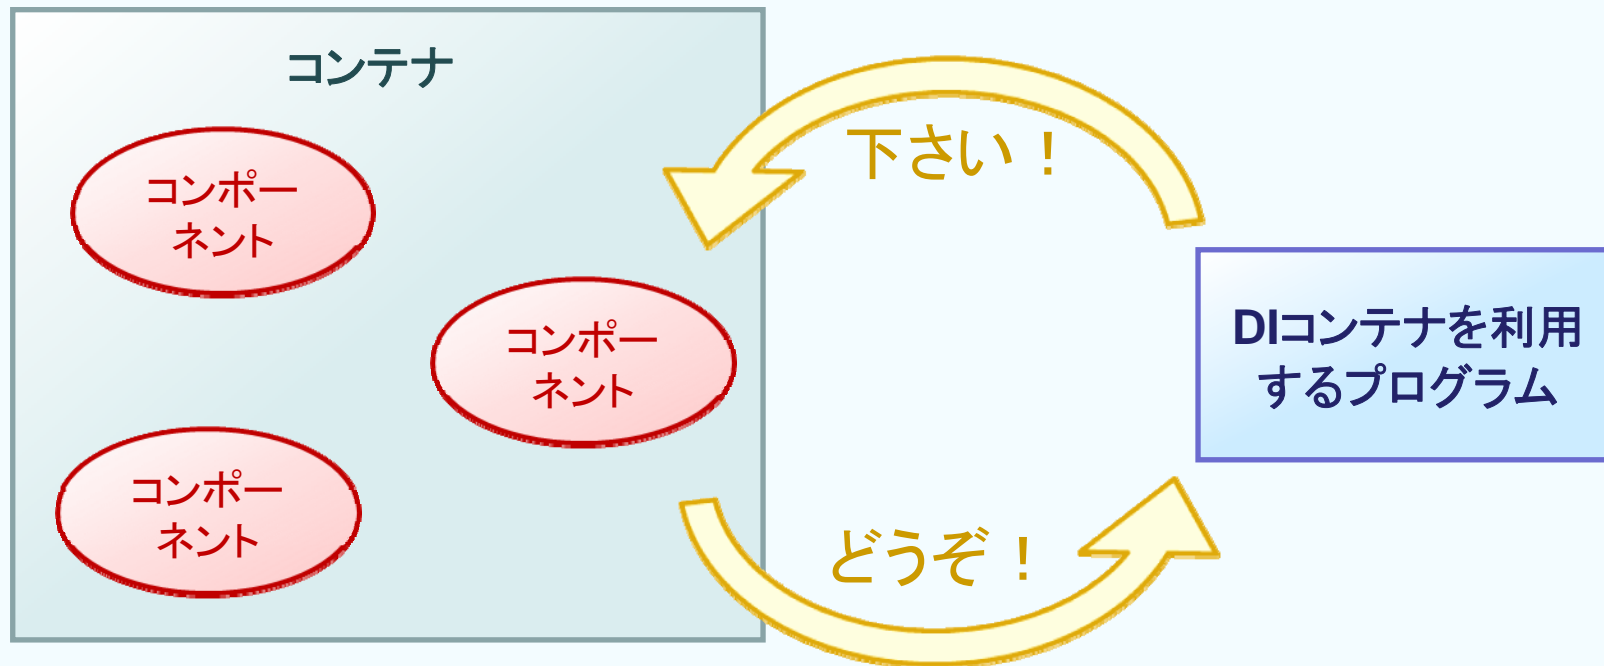 コンテナ
コンポー
ネント
コンポー
ネント
コンポー
ネント
下さい！
どうぞ！
DIコンテナを利用
するプログラム